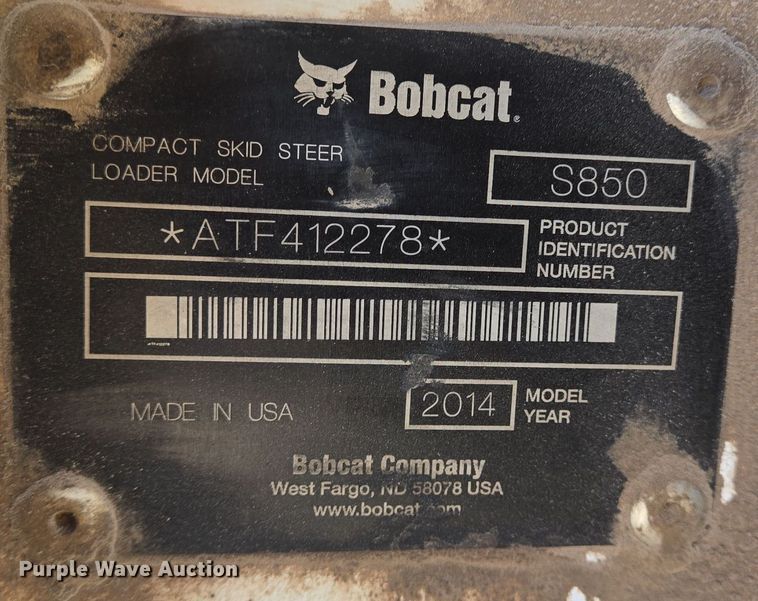 Bobcat®
COMPACT SKID STEER
LOADER MODEL
S850
*ATF412278*
PRODUCT
IDENTIFICATION
NUMBER
MADE IN USA
2014
MODEL
YEAR
Bobcat Company
West Fargo, ND 58078 USA
www.bobcat.com
Purple Wave Auction